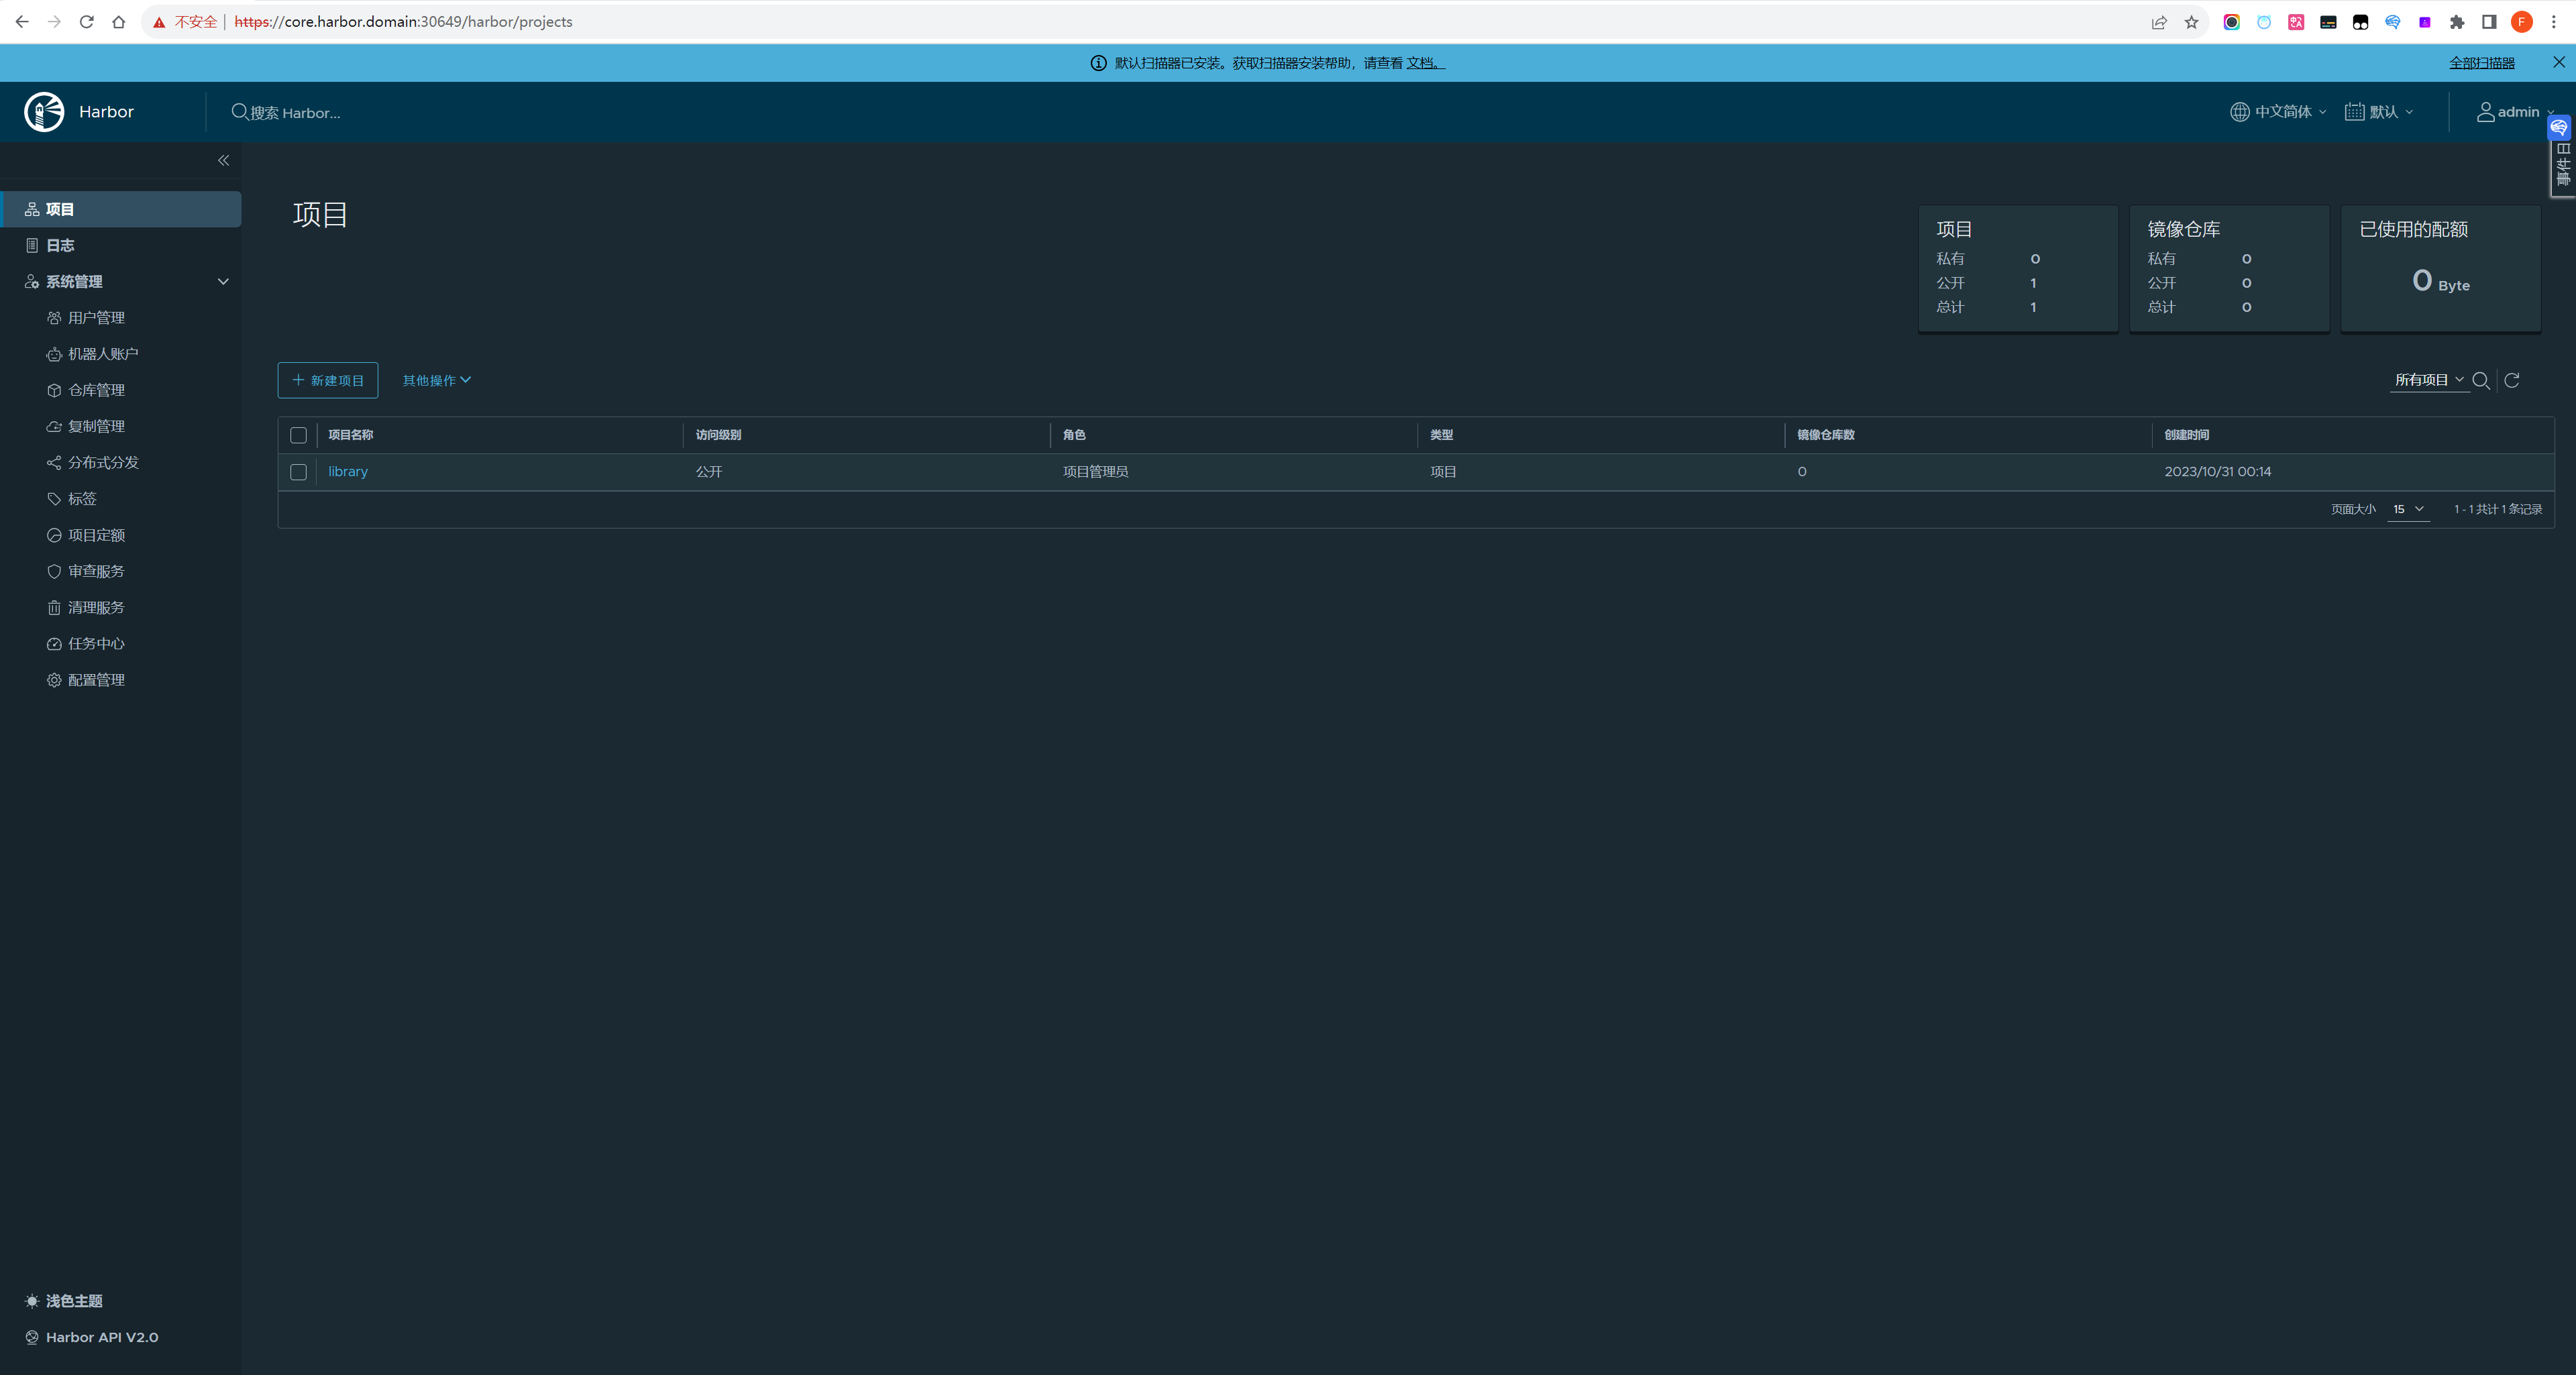 不安全 | https://core.harbor.domain:30649/harbor/projects
F
默认扫描器已安装。获取扫描器安装帮助，请查看 文档。
全部扫描器
Harbor
搜索 Harbor...
中文简体
默认
admin
事件日
项目
日志
系统管理
用户管理
机器人账户
仓库管理
复制管理
分布式分发
标签
项目定额
审查服务
清理服务
任务中心
配置管理
浅色主题
Harbor API V2.0
项目
项目
私有 0
公开 1
总计 1
镜像仓库
私有 0
公开 0
总计 0
已使用的配额
0 Byte
新建项目
其他操作
所有项目
项目名称 访问级别 角色 类型 镜像仓库数 创建时间
library 公开 项目管理员 项目 0 2023/10/31 00:14
页面大小 15 1 - 1 共计 1 条记录